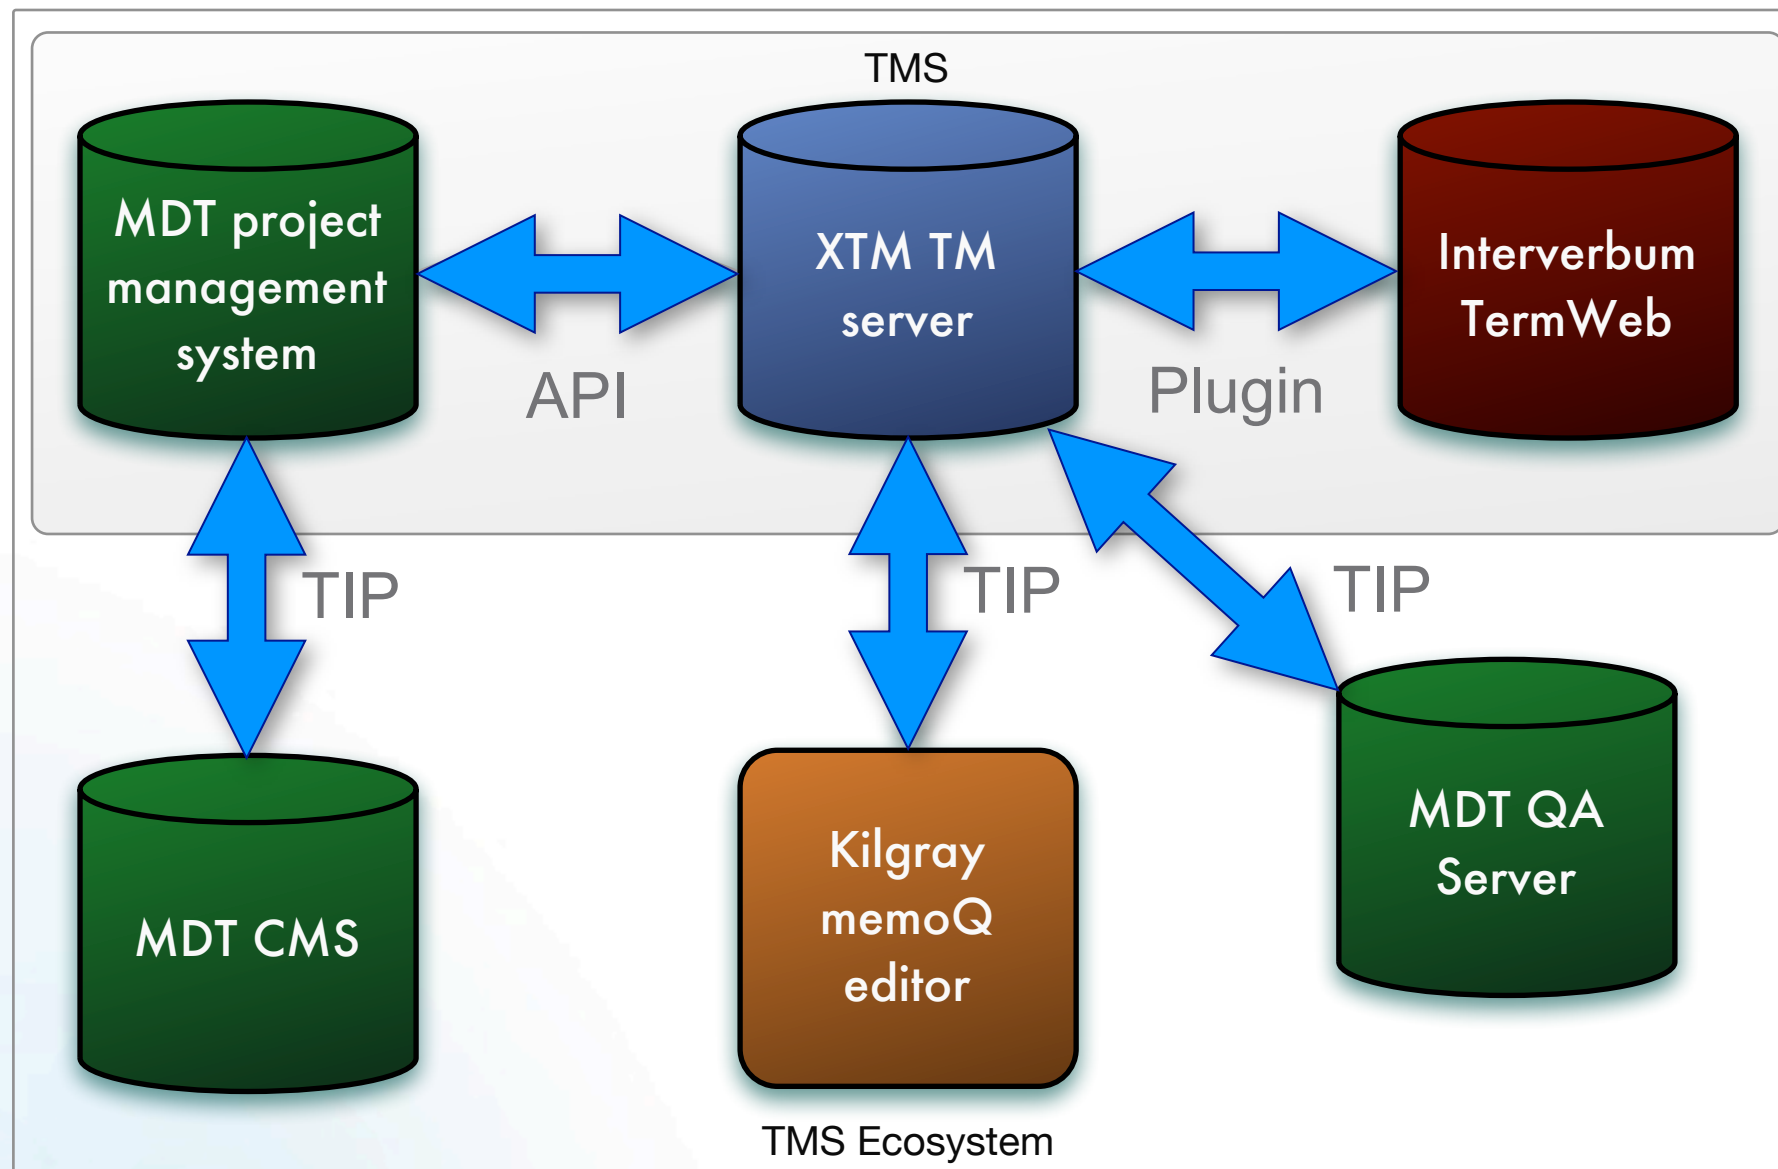 TMS
MDT project
management
system
API
XTM TM
server
Plugin
Interverbum
TermWeb
TIP
TIP
TIP
MDT CMS
Kilgray
memoQ
editor
MDT QA
Server
TMS Ecosystem